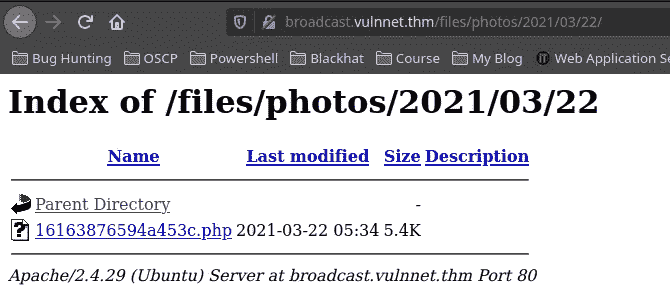 broadcast.vulnnet.thm/files/photos/2021/03/22/
Bug Hunting OSCP Powershell Blackhat Course My Blog Web Application Se
Index of /files/photos/2021/03/22
Name Last modified Size Description
Parent Directory -
16163876594a453c.php 2021-03-22 05:34 5.4K
Apache/2.4.29 (Ubuntu) Server at broadcast.vulnnet.thm Port 80